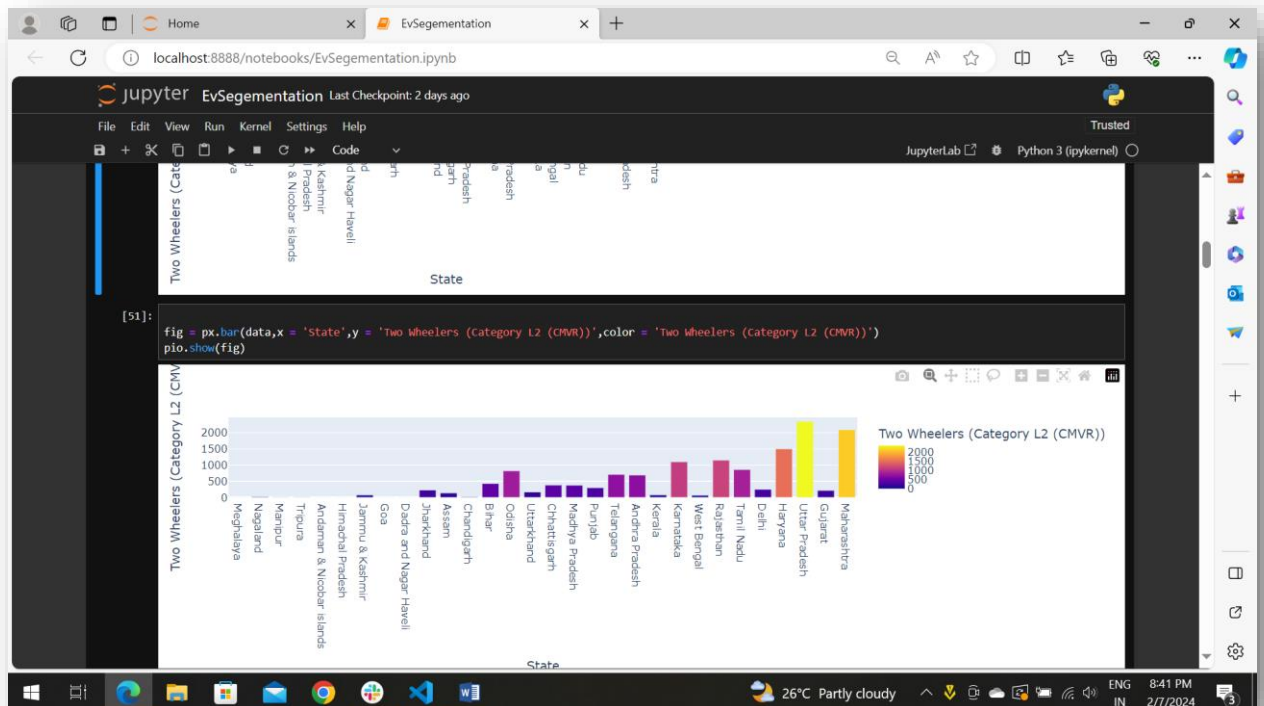 Home
EvSegementation
localhost:8888/notebooks/EvSegementation.ipynb
jupyter EvSegementation Last Checkpoint: 2 days ago
File Edit View Run Kernel Settings Help
Trusted
Code
JupyterLab
Python 3 (ipykernel)
Two Wheelers (Cate
& Nicobar islands
Pradesh
& Kashmir
d Nagar Haveli
Pradesh
State
[51]:
fig = px.bar(data,x = 'State',y = 'Two Wheelers (Category L2 (CMVR))',color = 'Two Wheelers (Category L2 (CMVR))')
pio.show(fig)
Two Wheelers (Category L2 (CMV
2000
1500
1000
500
0
Meghalaya
Nagaland
Manipur
Tripura
Andaman & Nicobar islands
Himachal Pradesh
Jammu & Kashmir
Goa
Dadra and Nagar Haveli
Jharkhand
Assam
Chandigarh
Bihar
Odisha
Uttarkhand
Chhattisgarh
Madhya Pradesh
Punjab
Telangana
Andhra Pradesh
Kerala
Karnataka
West Bengal
Rajasthan
Tamil Nadu
Delhi
Haryana
Uttar Pradesh
Gujarat
Maharashtra
State
Two Wheelers (Category L2 (CMVR))
2000
1500
1000
500
0
26°C Partly cloudy
ENG
IN
8:41 PM
2/7/2024
3